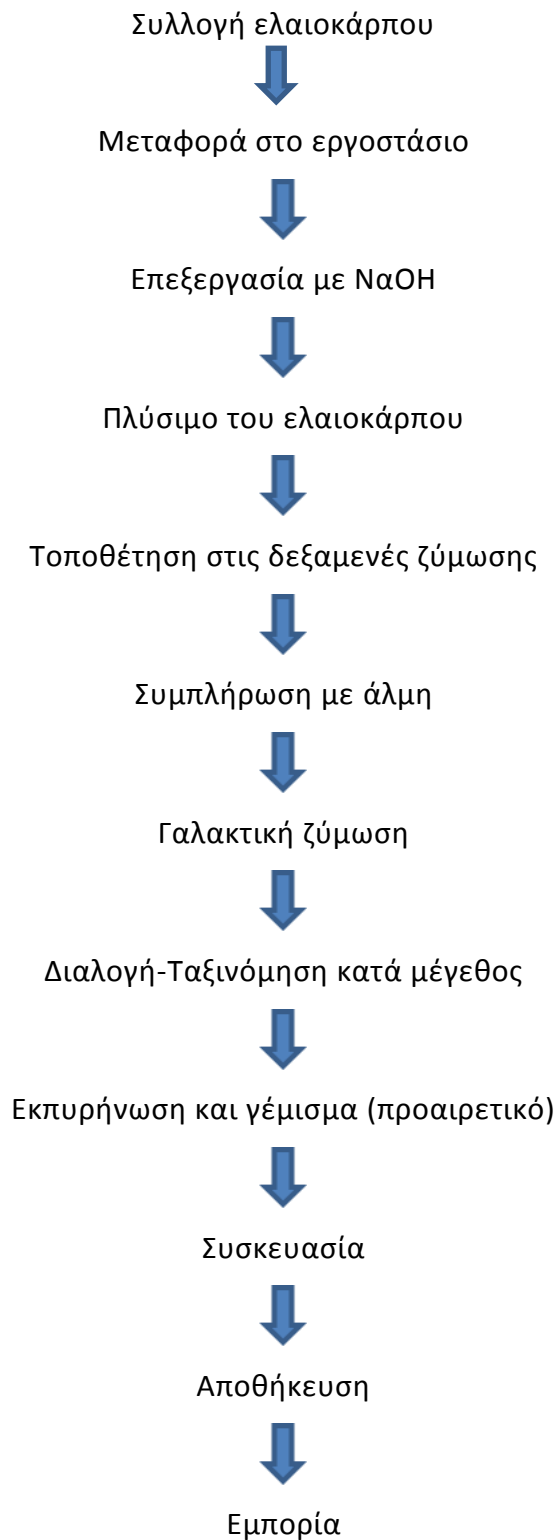 Συλλογή ελαιοκάρπου
Μεταφορά στο εργοστάσιο
Επεξεργασία με ΝαΟΗ
Πλύσιμο του ελαιοκάρπου
Τοποθέτηση στις δεξαμενές ζύμωσης
Συμπλήρωση με άλμη
Γαλακτική ζύμωση
Διαλογή-Ταξινόμηση κατά μέγεθος
Εκπυρήνωση και γέμισμα (προαιρετικό)
Συσκευασία
Αποθήκευση
Εμπορία